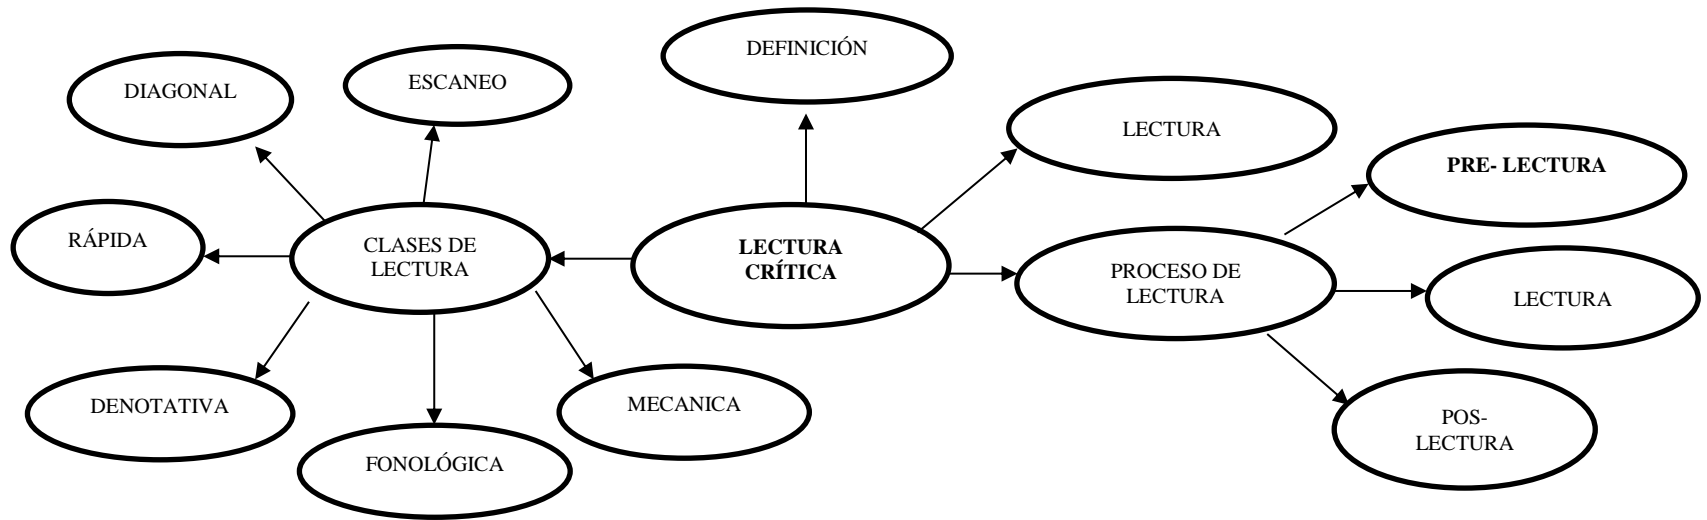 DEFINICIÓN
ESCANEO
DIAGONAL
LECTURA
PRE- LECTURA
RÁPIDA
CLASES DE
LECTURA
LECTURA
CRÍTICA
PROCESO DE
LECTURA
LECTURA
DENOTATIVA
MECANICA
FONOLÓGICA
POS-
LECTURA